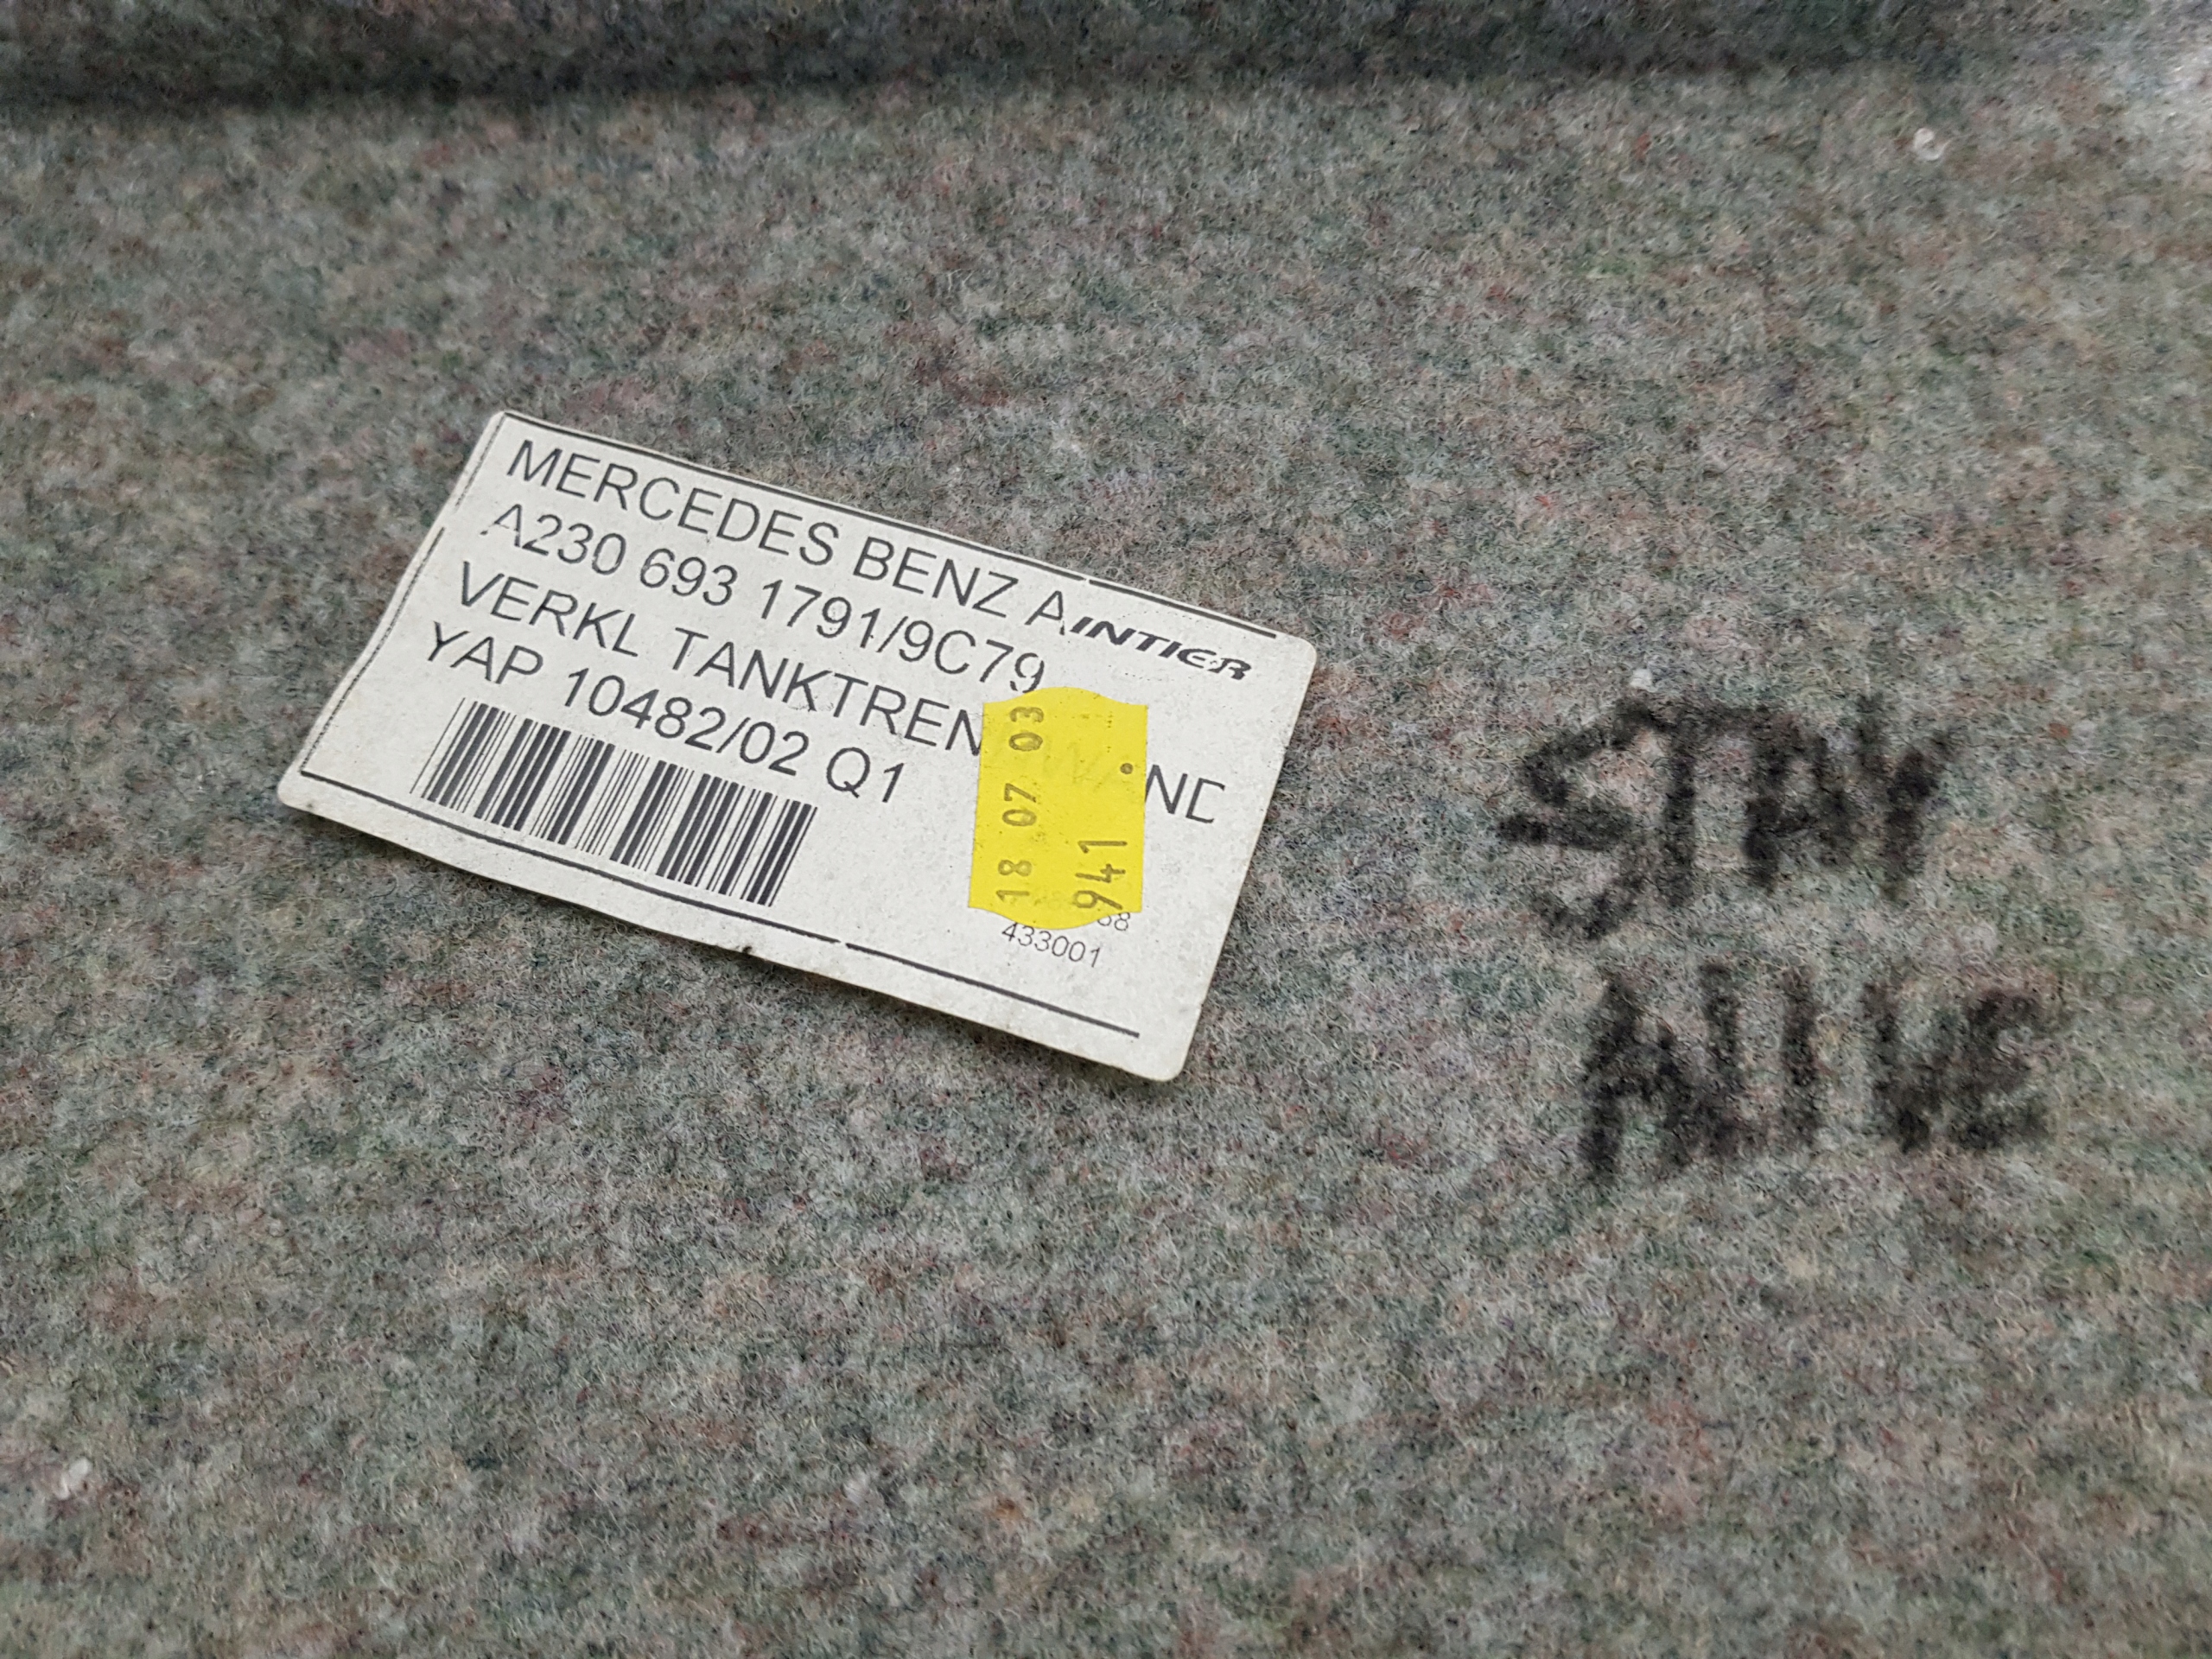 MERCEDES BENZ A INTIER
A230 693 1791/9C79
VERKL TANKTREN ND
YAP 10482/02 Q1
18 07 03
941
433001
STAY
ALIVE